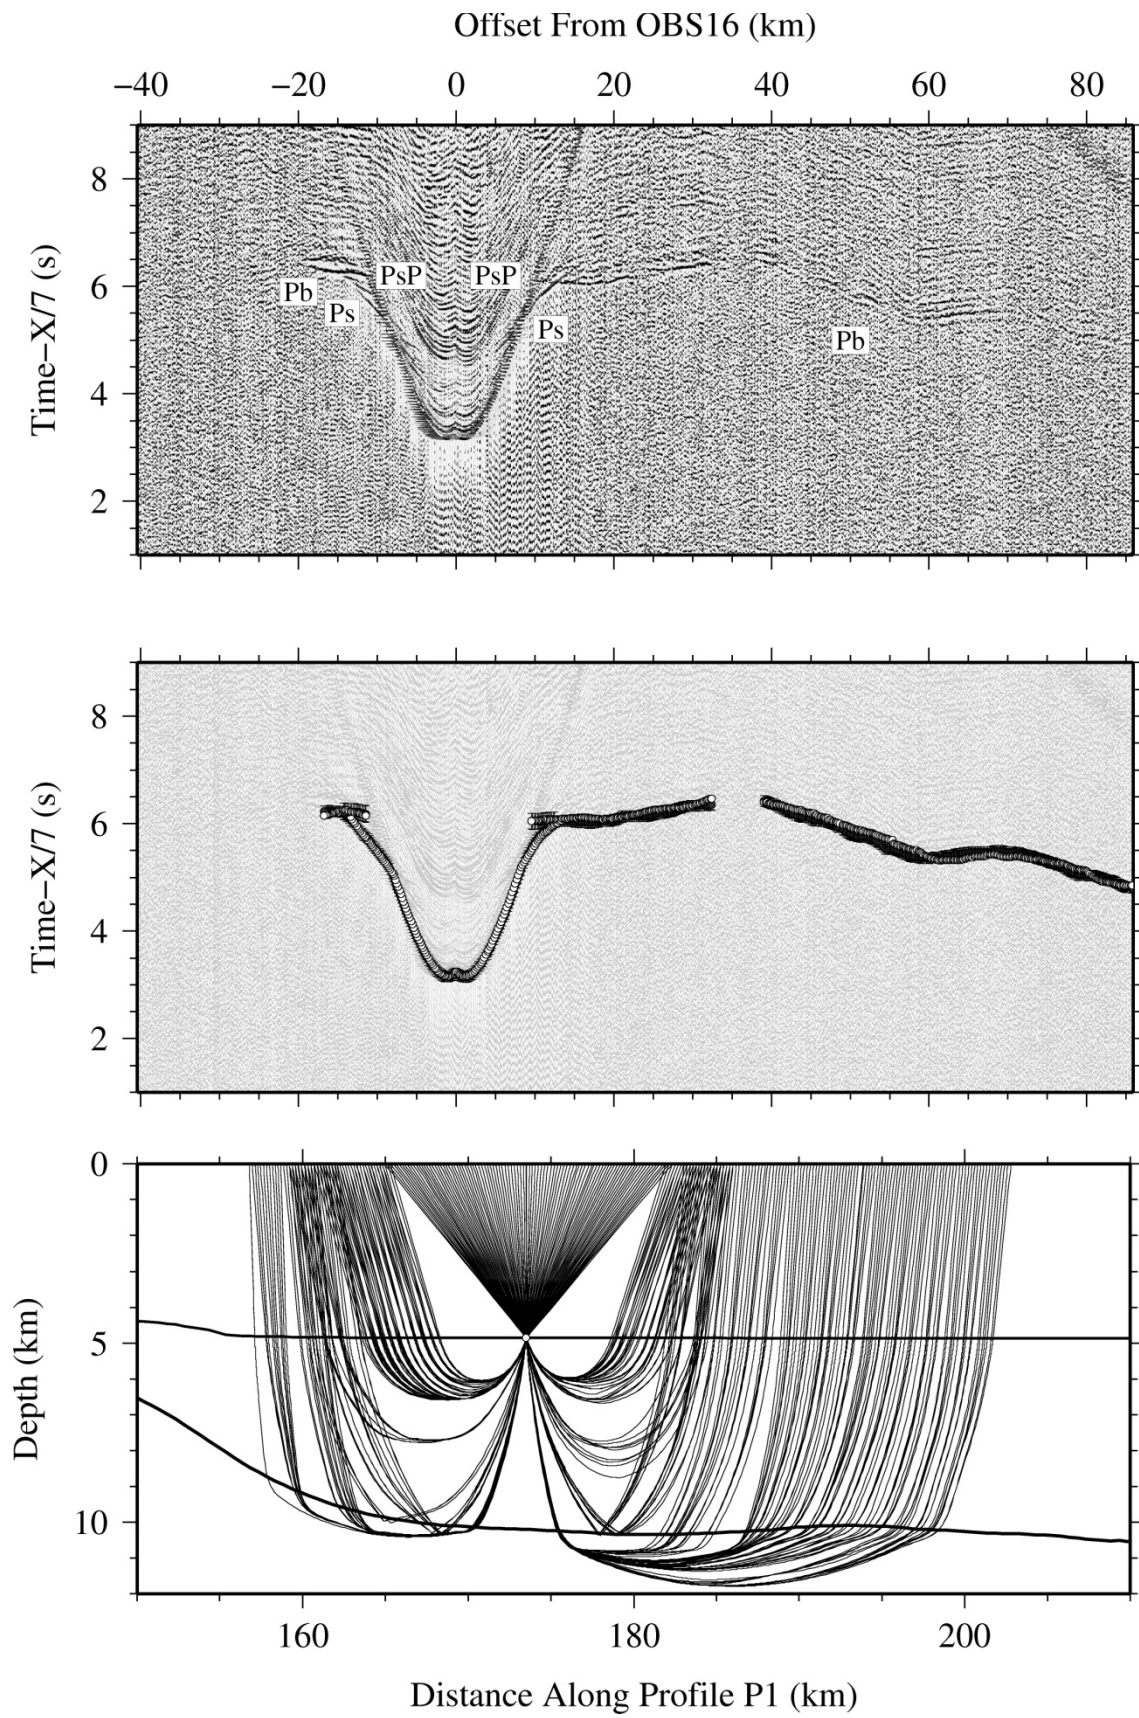 Offset From OBS16 (km)
−40 −20 0 20 40 60 80
8
6
4
2
Time−X/7 (s)
PsP PsP
Pb
Ps
Ps
Pb
8
6
4
2
Time−X/7 (s)
0
5
10
Depth (km)
160 180 200
Distance Along Profile P1 (km)